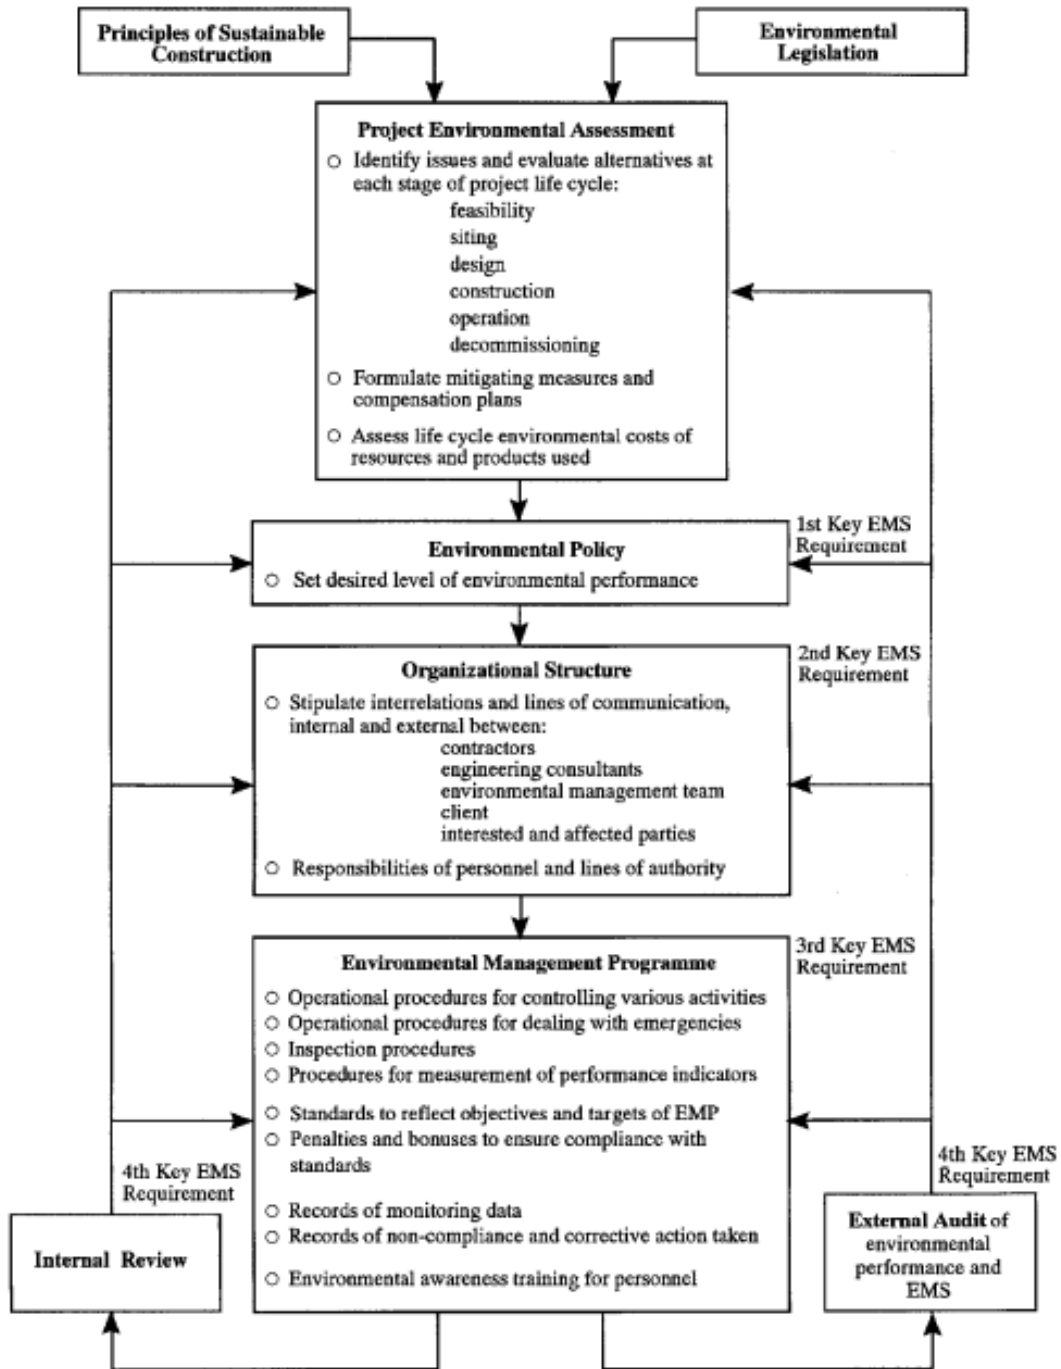 Principles of Sustainable
Construction
Environmental
Legislation
Project Environmental Assessment
○ Identify issues and evaluate alternatives at
each stage of project life cycle:
feasibility
siting
design
construction
operation
decommissioning
○ Formulate mitigating measures and
compensation plans
○ Assess life cycle environmental costs of
resources and products used
1st Key EMS
Requirement
Environmental Policy
○ Set desired level of environmental performance
2nd Key EMS
Requirement
Organizational Structure
○ Stipulate interrelations and lines of communication,
internal and external between:
contractors
engineering consultants
environmental management team
client
interested and affected parties
○ Responsibilities of personnel and lines of authority
3rd Key EMS
Requirement
Environmental Management Programme
○ Operational procedures for controlling various activities
○ Operational procedures for dealing with emergencies
○ Inspection procedures
○ Procedures for measurement of performance indicators
○ Standards to reflect objectives and targets of EMP
○ Penalties and bonuses to ensure compliance with
standards
○ Records of monitoring data
○ Records of non-compliance and corrective action taken
○ Environmental awareness training for personnel
4th Key EMS
Requirement
Internal Review
4th Key EMS
Requirement
External Audit of
environmental
performance and
EMS